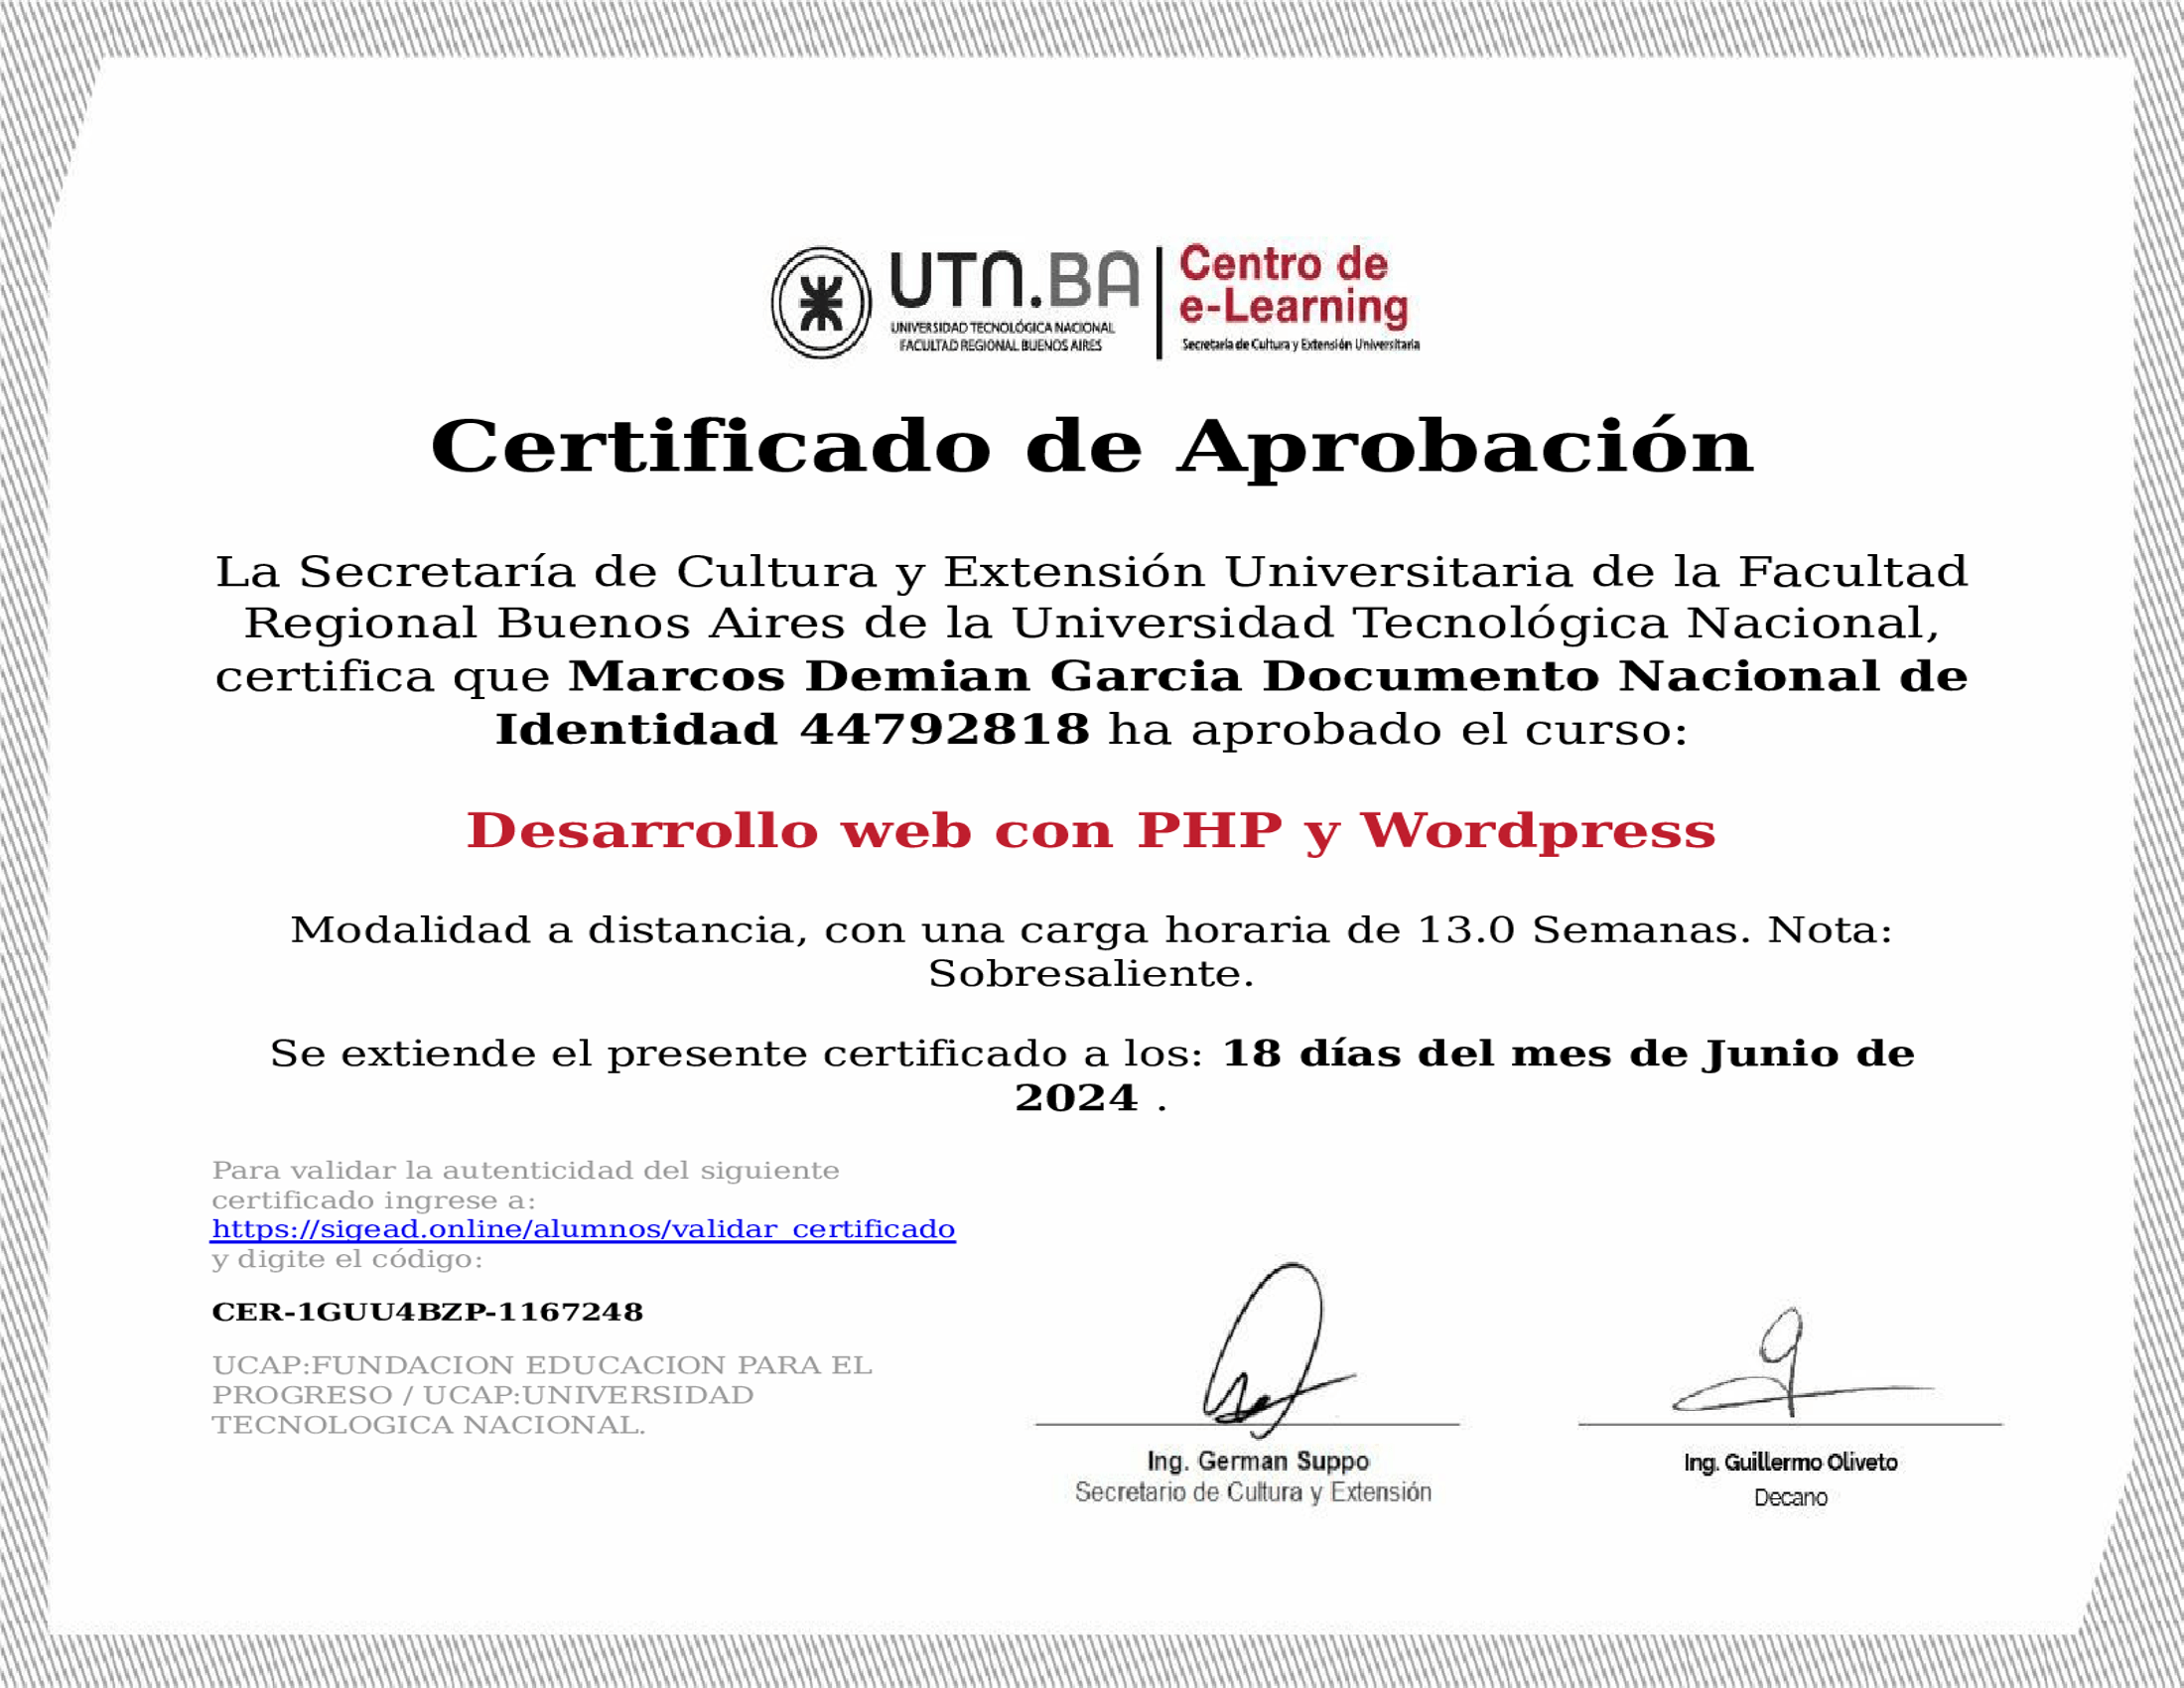 UTN.BA
UNIVERSIDAD TECNOLÓGICA NACIONAL
FACULTAD REGIONAL BUENOS AIRES
Centro de
e-Learning
Secretaría de Cultura y Extensión Universitaria
Certificado de Aprobación
La Secretaría de Cultura y Extensión Universitaria de la Facultad
Regional Buenos Aires de la Universidad Tecnológica Nacional,
certifica que Marcos Demian Garcia Documento Nacional de
Identidad 44792818 ha aprobado el curso:
Desarrollo web con PHP y Wordpress
Modalidad a distancia, con una carga horaria de 13.0 Semanas. Nota:
Sobresaliente.
Se extiende el presente certificado a los: 18 días del mes de Junio de
2024 .
Para validar la autenticidad del siguiente
certificado ingrese a:
https://sigead.online/alumnos/validar_certificado
y digite el código:
CER-1GUU4BZP-1167248
UCAP:FUNDACION EDUCACION PARA EL
PROGRESO / UCAP:UNIVERSIDAD
TECNOLOGICA NACIONAL.
Ing. German Suppo
Secretario de Cultura y Extensión
Ing. Guillermo Oliveto
Decano